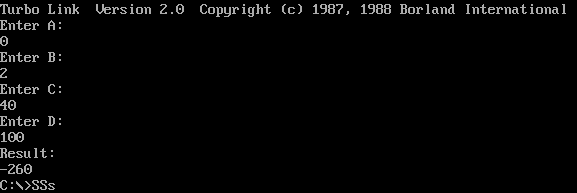 Turbo Link  Version 2.0  Copyright (c) 1987, 1988 Borland International
Enter A:
0
Enter B:
2
Enter C:
40
Enter D:
100
Result:
-260
C:\>SSs